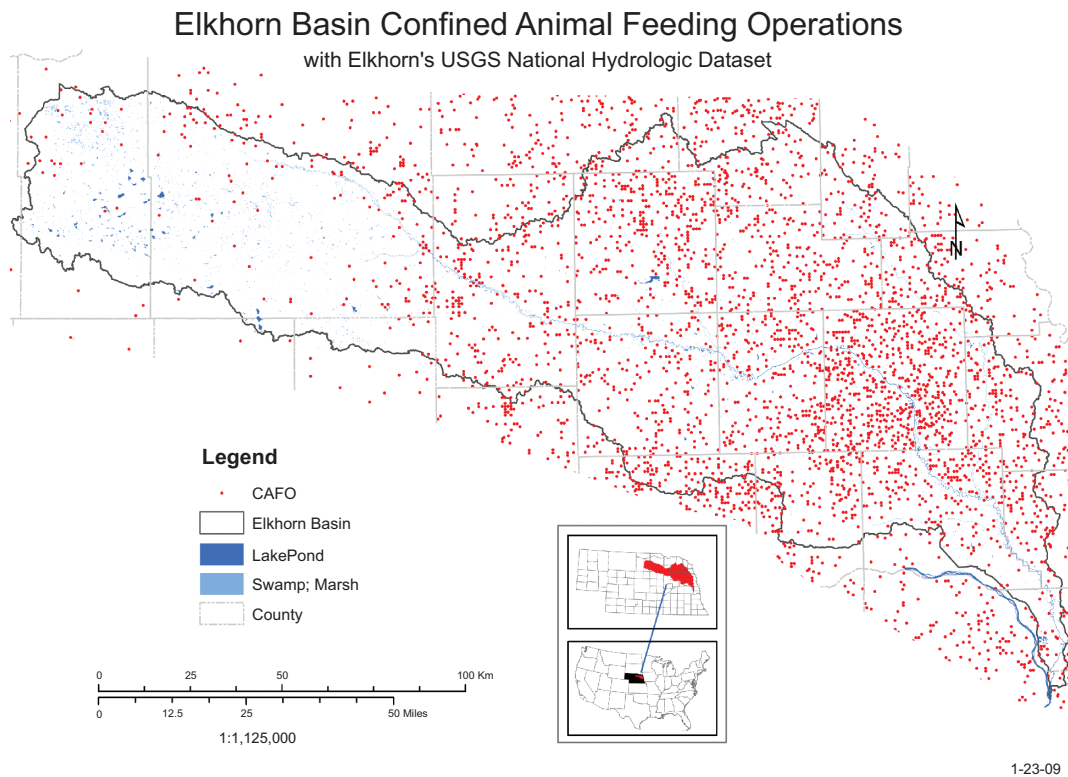 Elkhorn Basin Confined Animal Feeding Operations
with Elkhorn's USGS National Hydrologic Dataset
N
Legend
CAFO
Elkhorn Basin
LakePond
Swamp; Marsh
County
0 25 50 100 Km
0 12.5 25 50 Miles
1:1,125,000
1-23-09